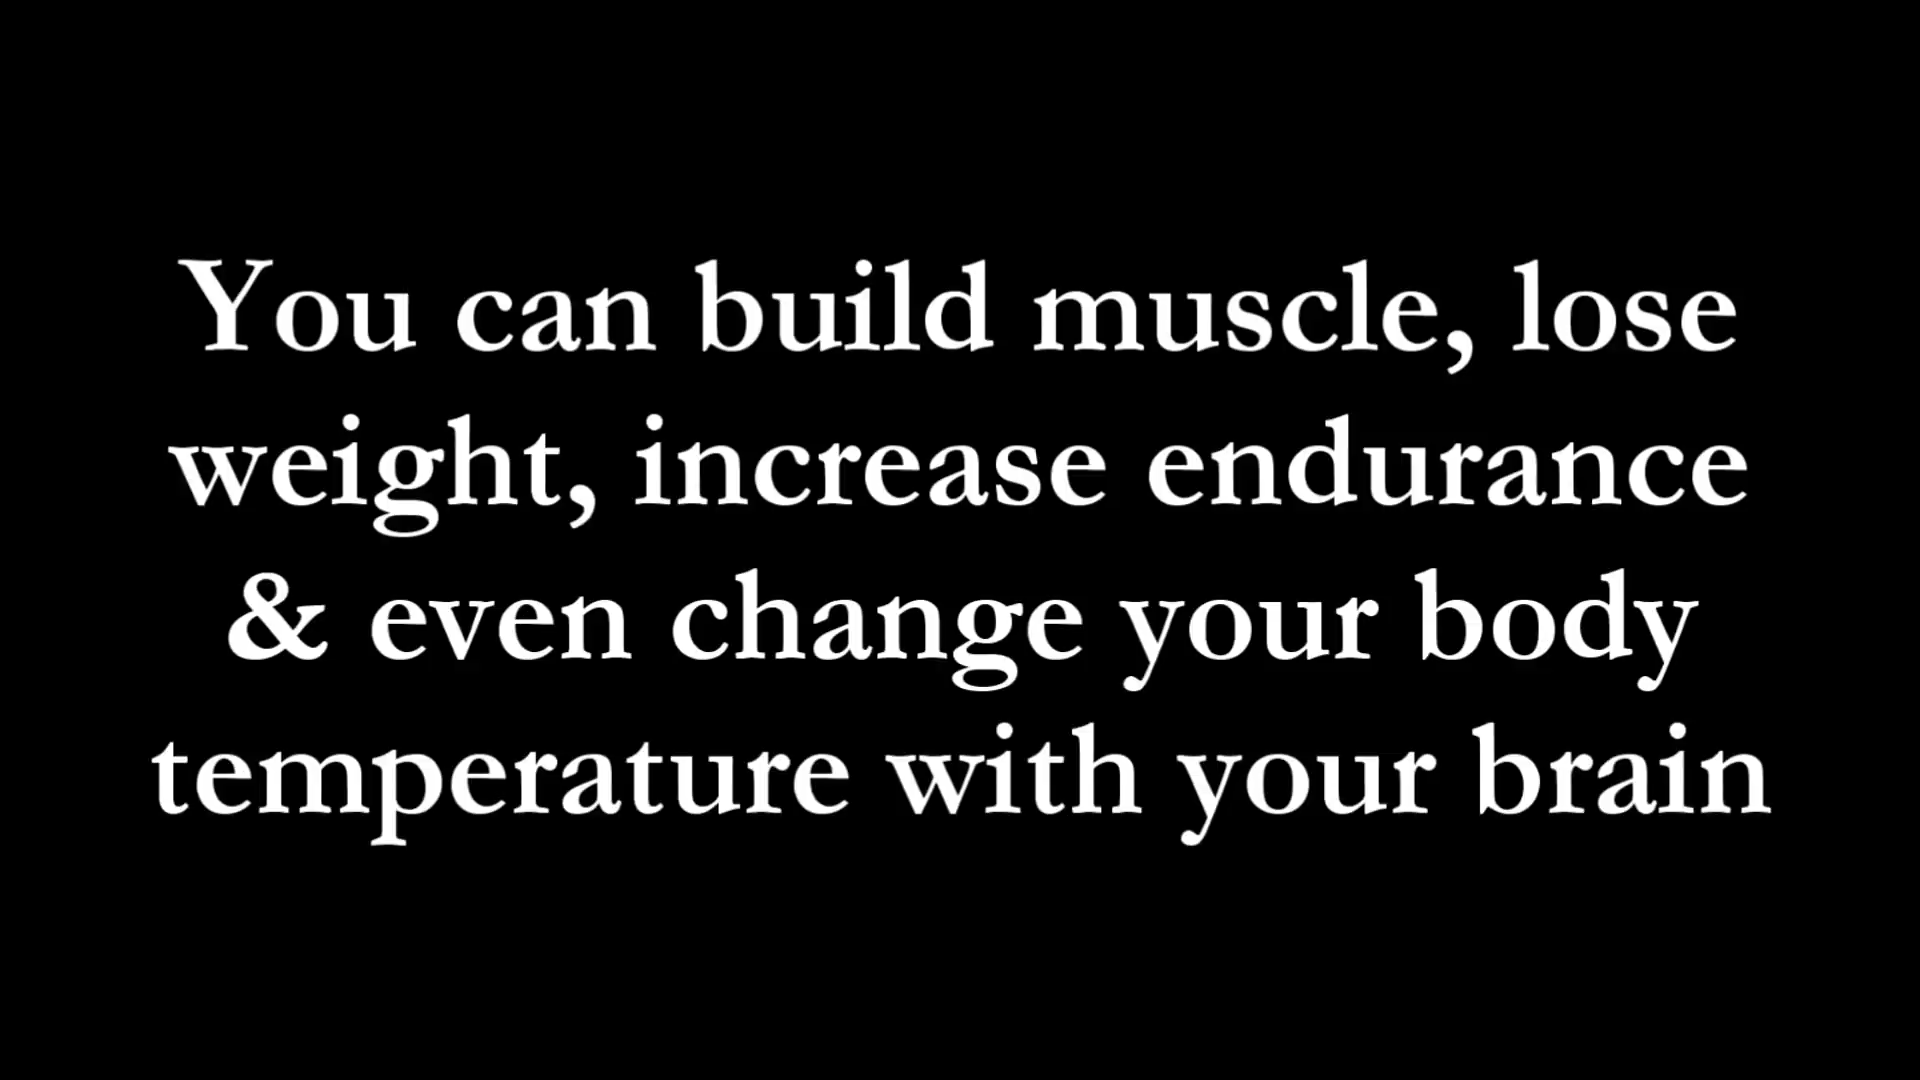 You can build muscle, lose
weight, increase endurance
& even change your body
temperature with your brain